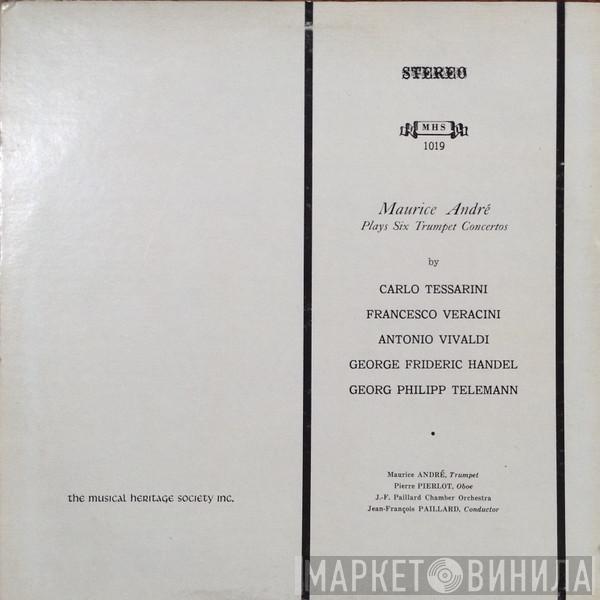 STEREO
MHS
1019
Maurice André
Plays Six Trumpet Concertos
by
CARLO TESSARINI
FRANCESCO VERACINI
ANTONIO VIVALDI
GEORGE FRIDERIC HANDEL
GEORG PHILIPP TELEMANN
Maurice ANDRÉ, Trumpet
Pierre PIERLOT, Oboe
J.-F. Paillard Chamber Orchestra
Jean-François PAILLARD, Conductor
the musical heritage society inc.
МАРКЕТ ВИНИЛА